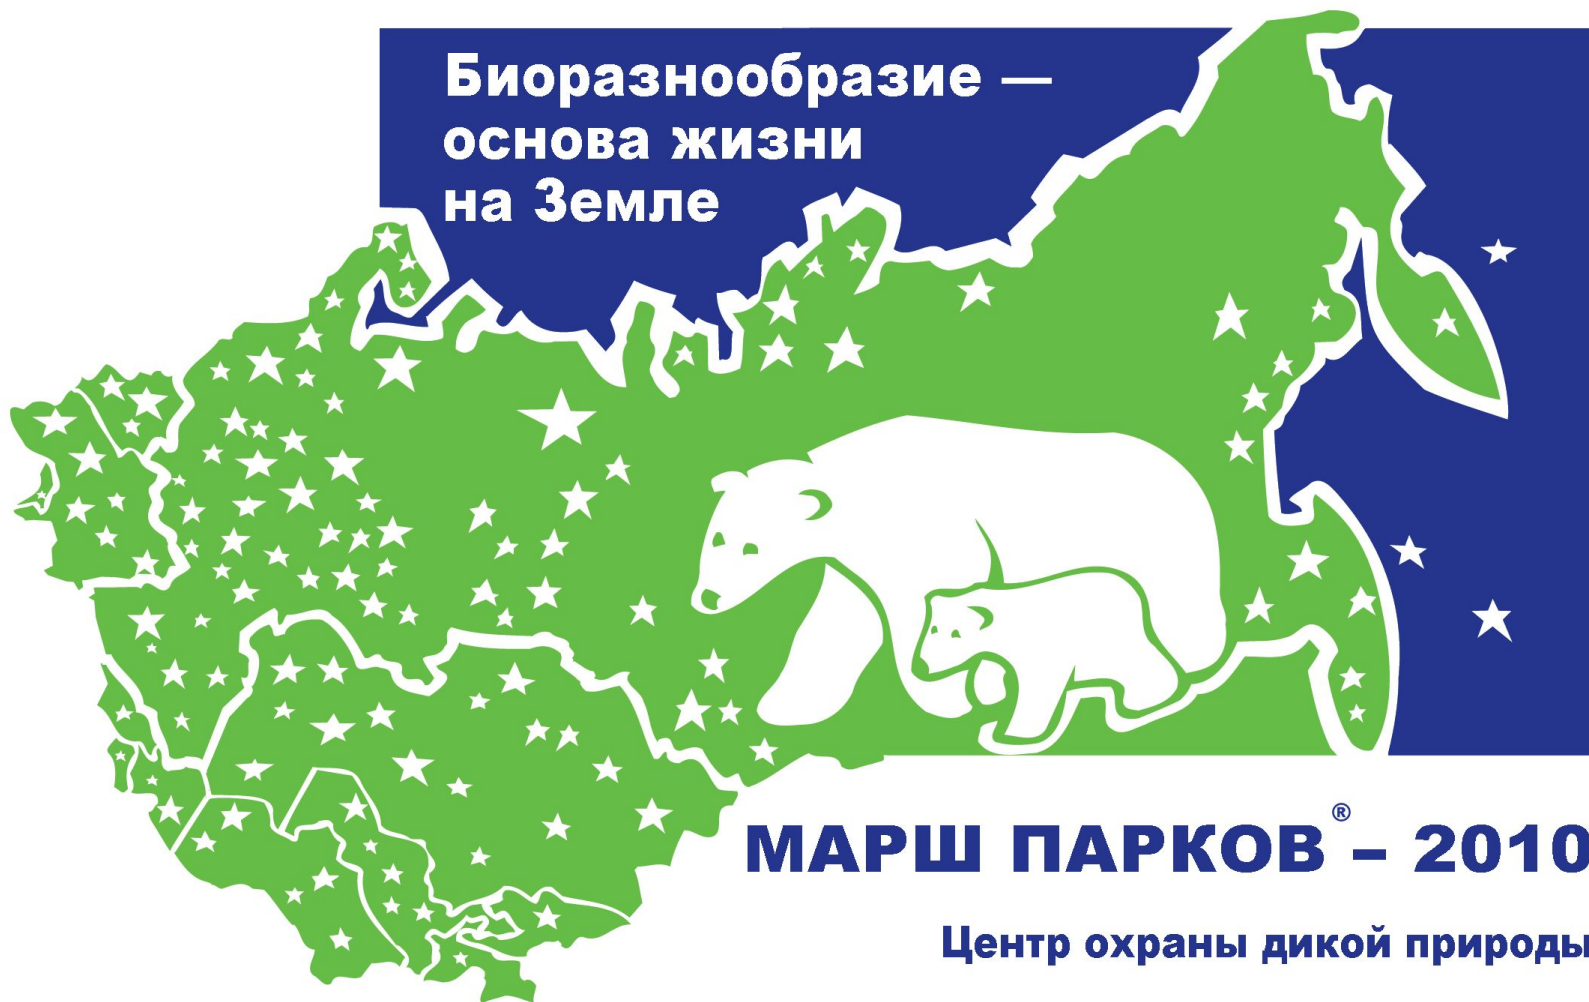 Биоразнообразие —
основа жизни
на Земле
МАРШ ПАРКОВ® – 2010
Центр охраны дикой природы